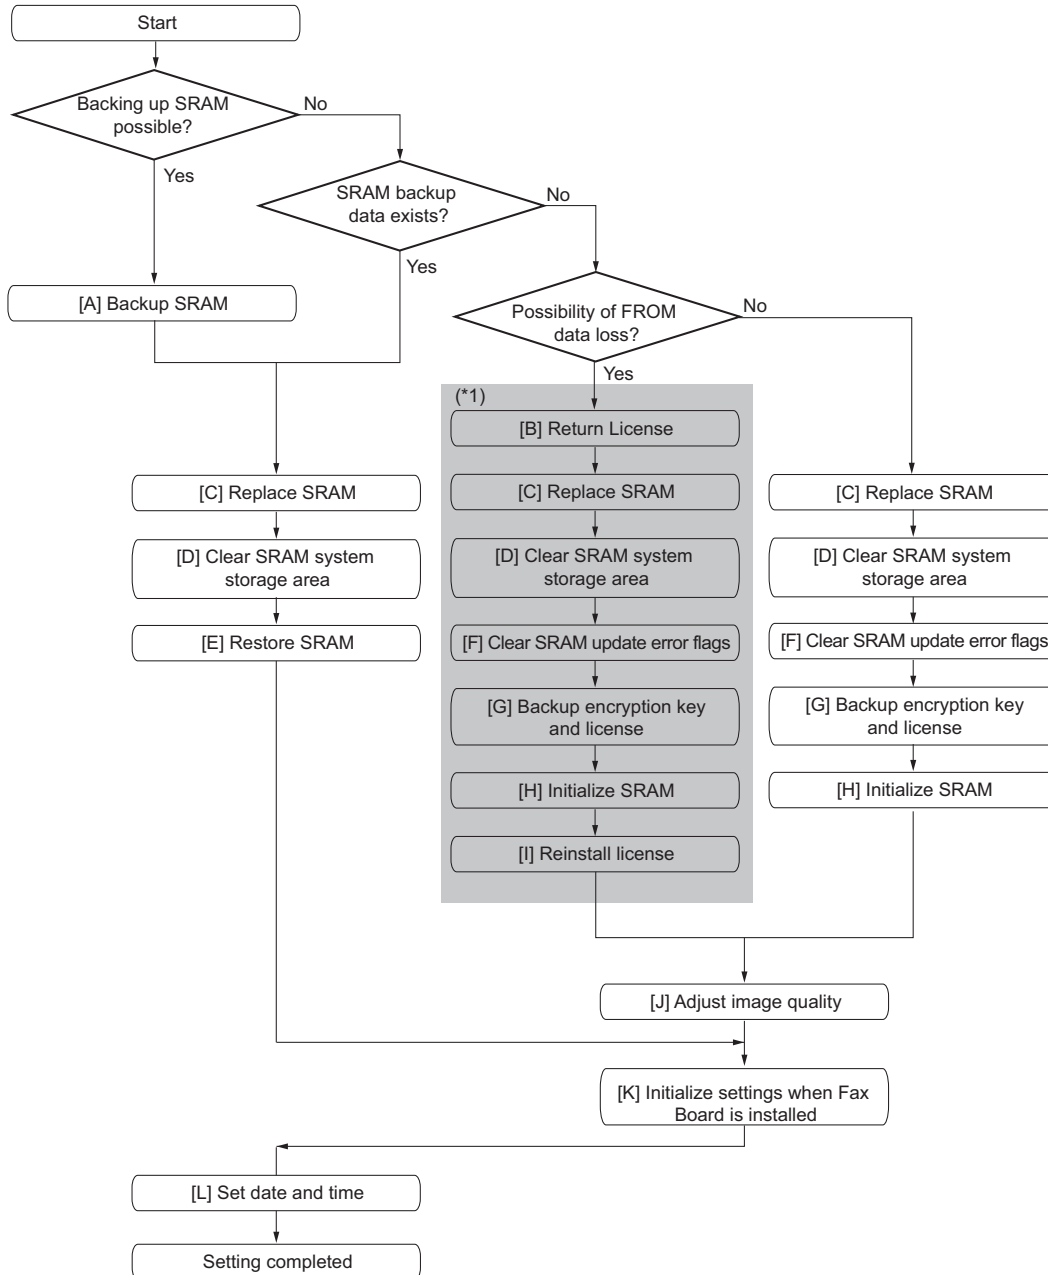 Start
Backing up SRAM
possible?
No
Yes
SRAM backup
data exists?
No
Yes
[A] Backup SRAM
Possibility of FROM
data loss?
No
Yes
(*1)
[B] Return License
[C] Replace SRAM
[D] Clear SRAM system
storage area
[E] Restore SRAM
[C] Replace SRAM
[D] Clear SRAM system
storage area
[F] Clear SRAM update error flags
[G] Backup encryption key
and license
[H] Initialize SRAM
[I] Reinstall license
[C] Replace SRAM
[D] Clear SRAM system
storage area
[F] Clear SRAM update error flags
[G] Backup encryption key
and license
[H] Initialize SRAM
[J] Adjust image quality
[K] Initialize settings when Fax
Board is installed
[L] Set date and time
Setting completed